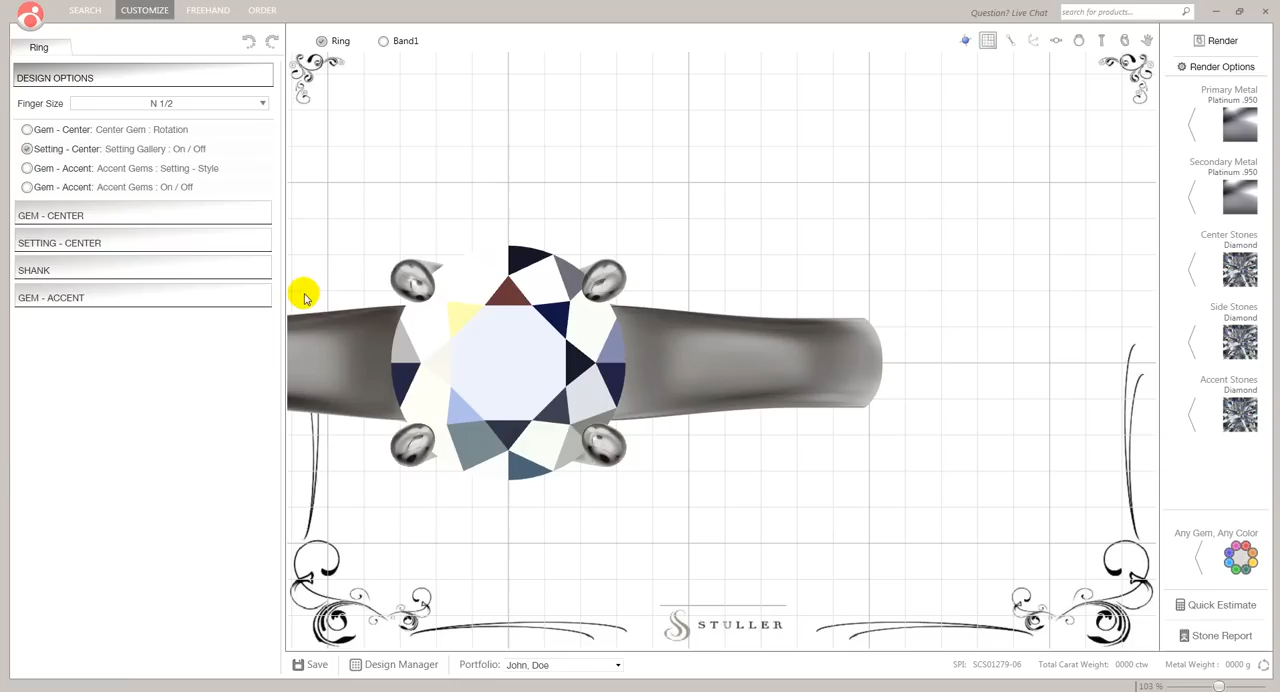 SEARCH CUSTOMIZE FREEHAND ORDER
Question? Live Chat search for products...
Ring
Ring Band1
Render
DESIGN OPTIONS
Render Options
Finger Size N 1/2
Gem - Center: Center Gem : Rotation
Setting - Center: Setting Gallery : On / Off
Gem - Accent: Accent Gems : Setting - Style
Gem - Accent: Accent Gems : On / Off
GEM - CENTER
SETTING - CENTER
SHANK
GEM - ACCENT
Primary Metal
Platinum .950
Secondary Metal
Platinum .950
Center Stones
Diamond
Side Stones
Diamond
Accent Stones
Diamond
Any Gem, Any Color
Quick Estimate
Stone Report
STULLER
Save Design Manager Portfolio: John, Doe
SPI: SCS01279-06 Total Carat Weight: 0000 ctw Metal Weight : 0000 g
103 %